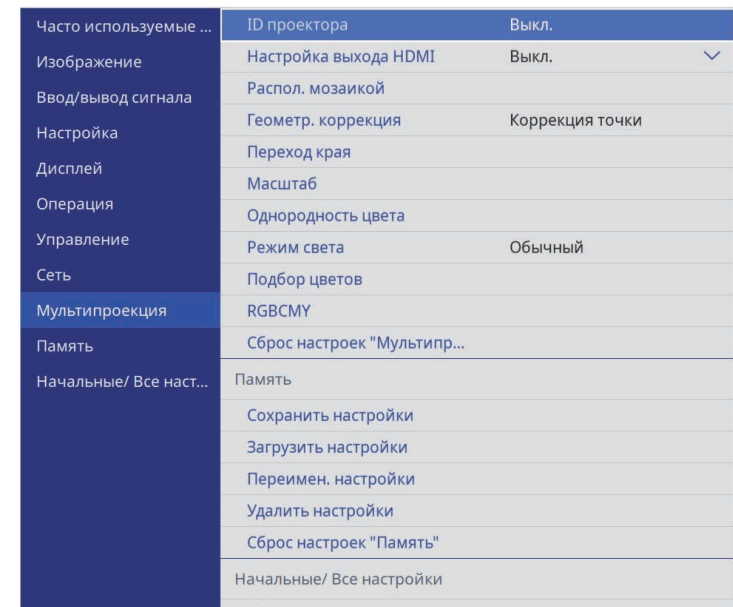 Часто используемые ...
Изображение
Ввод/вывод сигнала
Настройка
Дисплей
Операция
Управление
Сеть
Мультипроекция
Память
Начальные/ Все наст...
ID проектора Выкл.
Настройка выхода HDMI Выкл.
Распол. мозаикой
Геометр. коррекция Коррекция точки
Переход края
Масштаб
Однородность цвета
Режим света Обычный
Подбор цветов
RGBCMY
Сброс настроек "Мультипр...
Память
Сохранить настройки
Загрузить настройки
Переимен. настройки
Удалить настройки
Сброс настроек "Память"
Начальные/ Все настройки